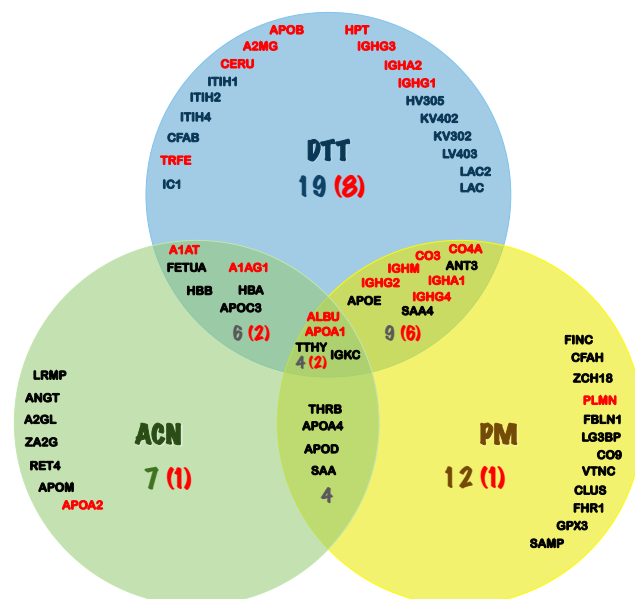 APOB
A2MG
CERU
ITIH1
ITIH2
ITIH4
CFAB
TRFE
IC1
HPT
IGHG3
IGHA2
IGHG1
HV305
KV402
KV302
LV403
LAC2
LAC
DTT
19 (8)
A1AT
FETUA
A1AG1
HBB
HBA
APOC3
6 (2)
CO3
CO4A
IGHM
ANT3
IGHG2
IGHA1
IGHG4
APOE
SAA4
9 (6)
ALBU
APOA1
TTHY
IGKC
4 (2)
LRMP
ANGT
A2GL
ZA2G
RET4
APOM
APOA2
ACN
7 (1)
THRB
APOA4
APOD
SAA
4
PM
12 (1)
FINC
CFAH
ZCH18
PLMN
FBLN1
LG3BP
CO9
VTNC
CLUS
FHR1
GPX3
SAMP